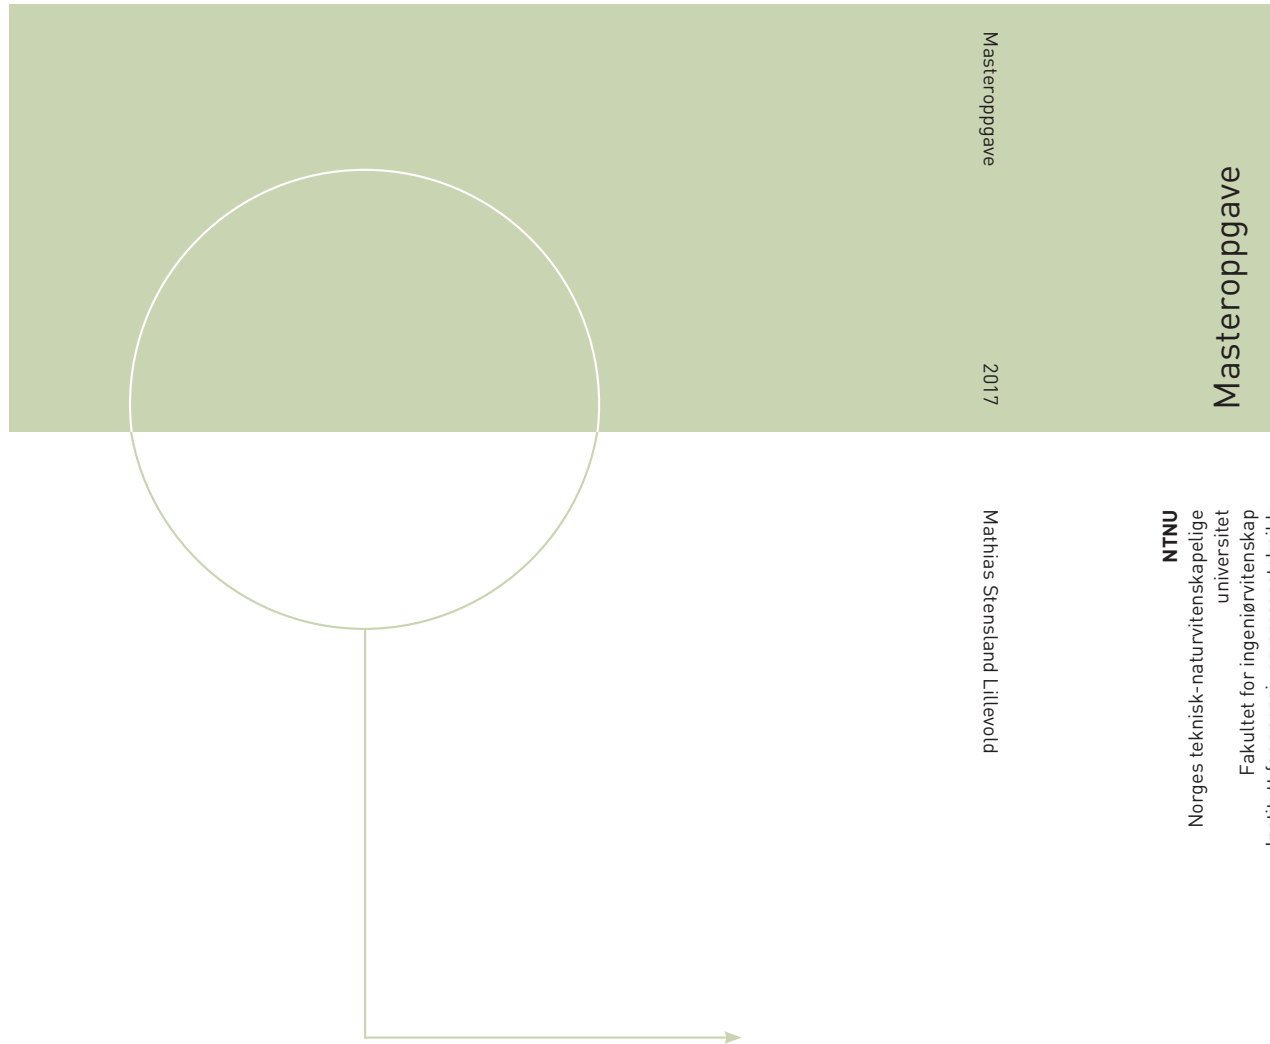 Masteroppgave
2017
Mathias Stensland Lillevold
Masteroppgave
NTNU
Norges teknisk-naturvitenskapelige
universitet
Fakultet for ingeniørvitenskap